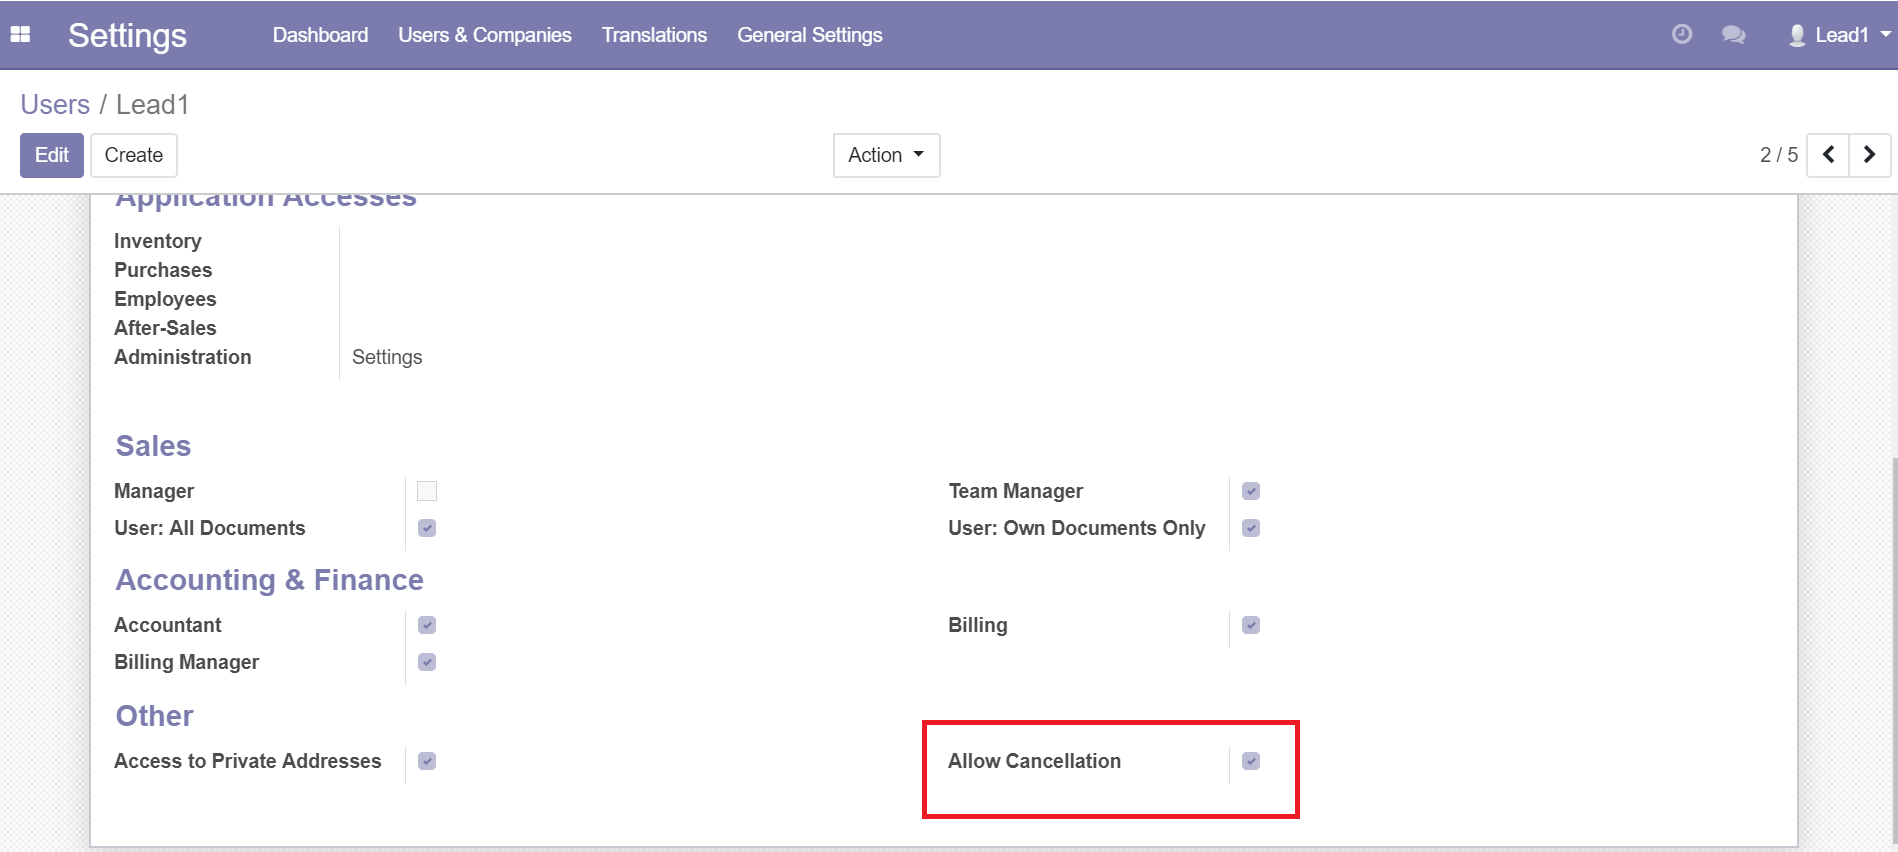 Settings Dashboard Users & Companies Translations General Settings Lead1
Users / Lead1
Edit Create Action 2 / 5
Application Accesses
Inventory
Purchases
Employees
After-Sales
Administration Settings
Sales
Manager Team Manager
User: All Documents User: Own Documents Only
Accounting & Finance
Accountant Billing
Billing Manager
Other
Access to Private Addresses Allow Cancellation